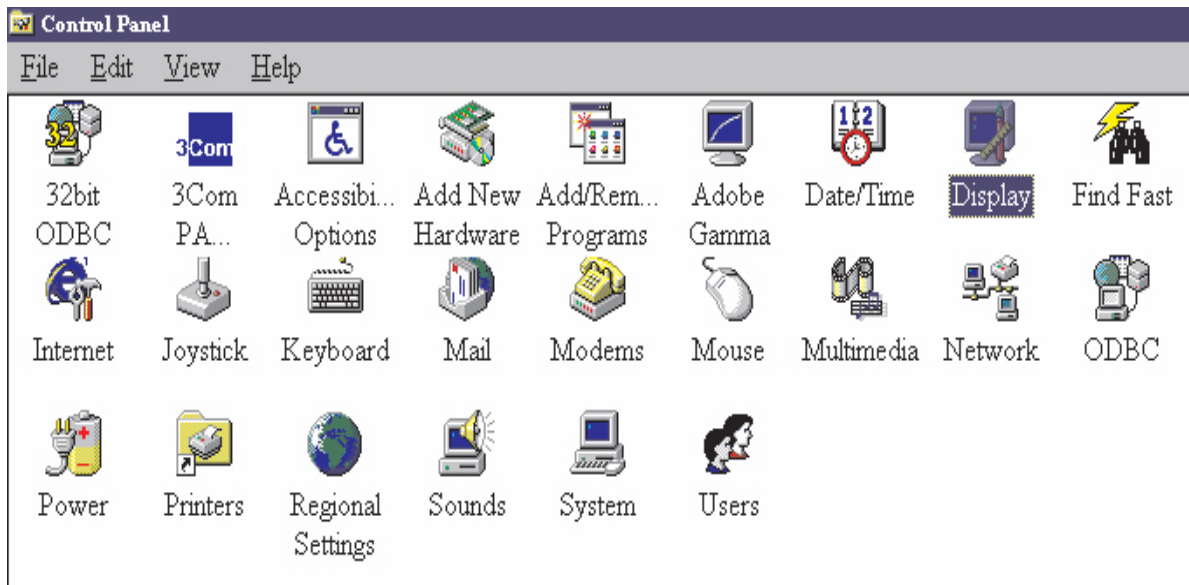 Control Panel
File Edit View Help
32
3Com
1 2
32bit ODBC
3Com PA...
Accessibi... Options
Add New Hardware
Add/Rem... Programs
Adobe Gamma
Date/Time
Display
Find Fast
Internet
Joystick
Keyboard
Mail
Modems
Mouse
Multimedia
Network
ODBC
Power
Printers
Regional Settings
Sounds
System
Users